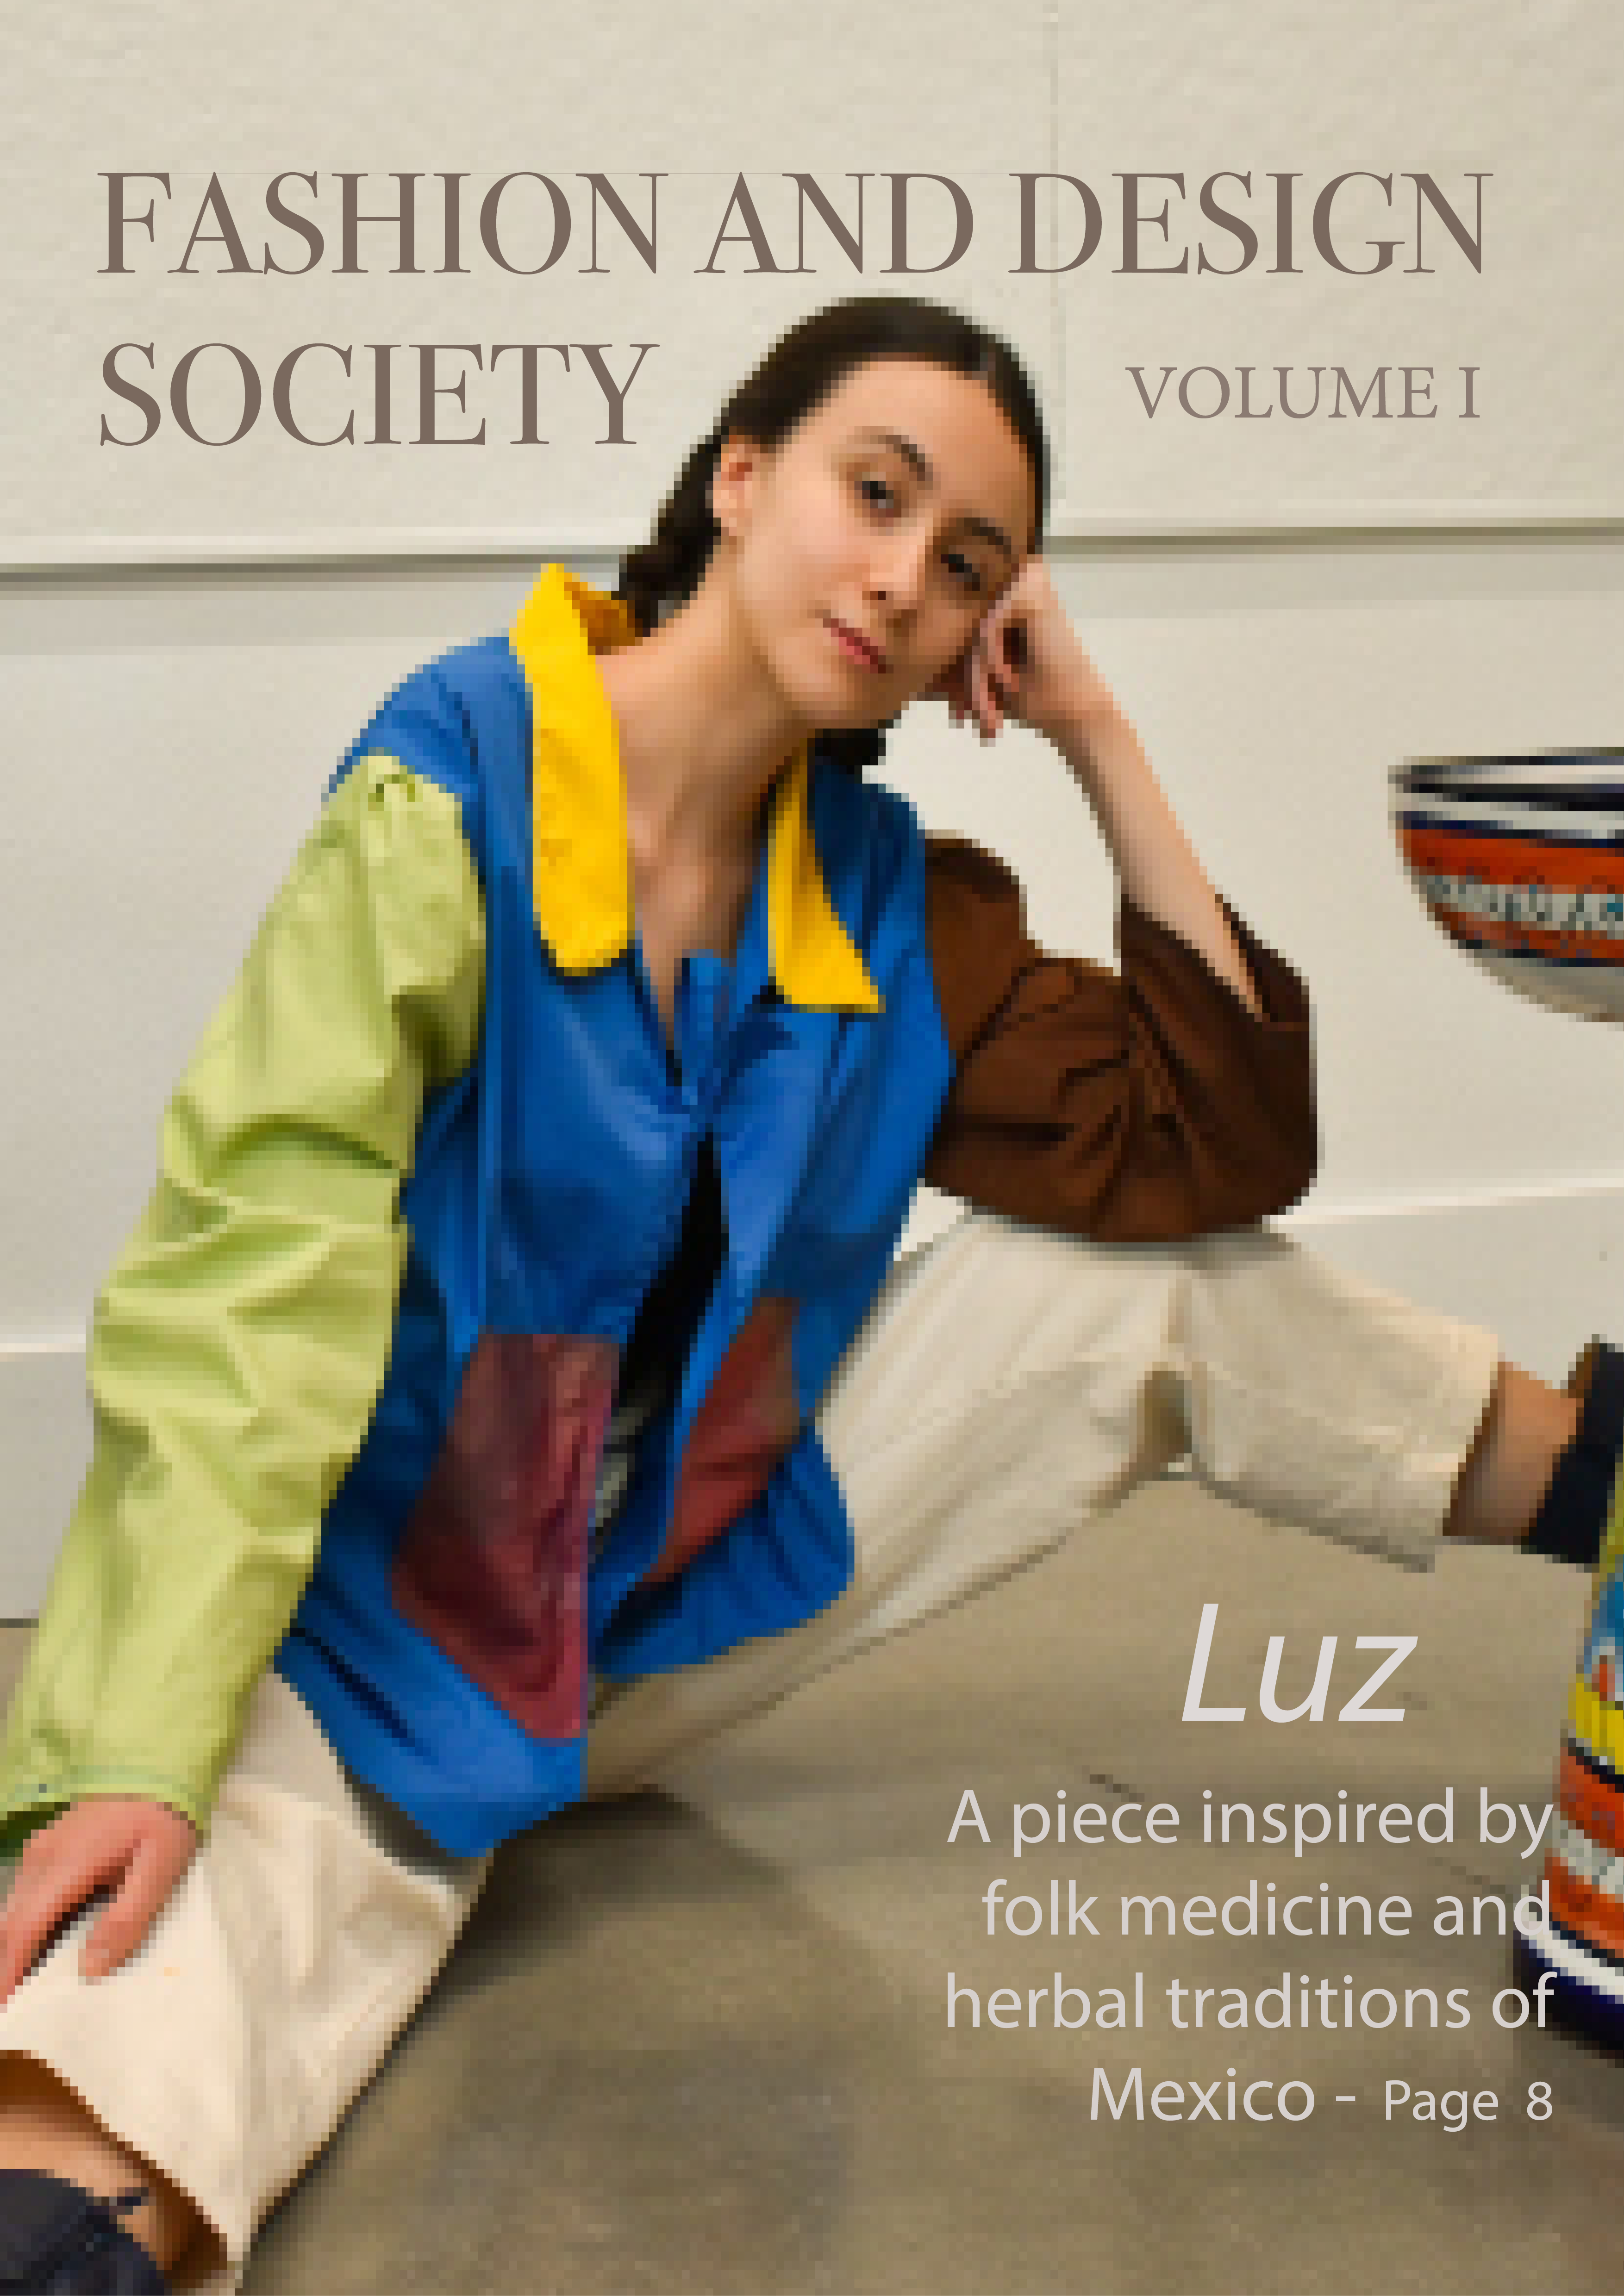 FASHION AND DESIGN
SOCIETY
VOLUME I
Luz
A piece inspired by
folk medicine and
herbal traditions of
Mexico - Page 8